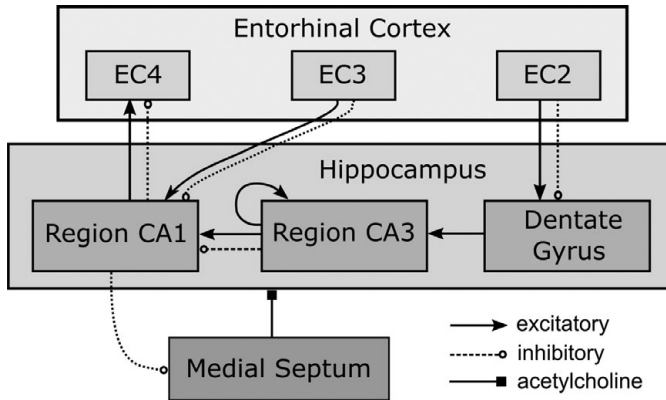 Entorhinal Cortex
EC4
EC3
EC2
Hippocampus
Region CA1
Region CA3
Dentate
Gyrus
Medial Septum
excitatory
inhibitory
acetylcholine